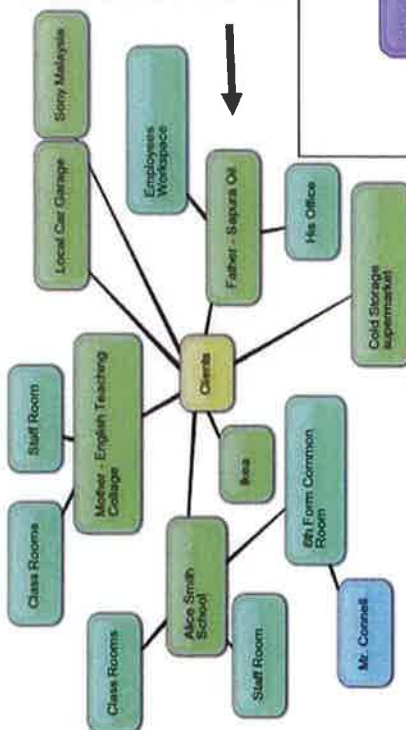 Sony Malaysia
Local Car Garage
Employees
Workspace
Father - Sapura Oil
His Office
Staff Room
Class Rooms
Mother - English Teaching
Collage
Clients
Cold Storage
supermarket
Ikea
Alice Smith
School
Class Rooms
Staff Room
6th Form Common
Room
Mr. Connell